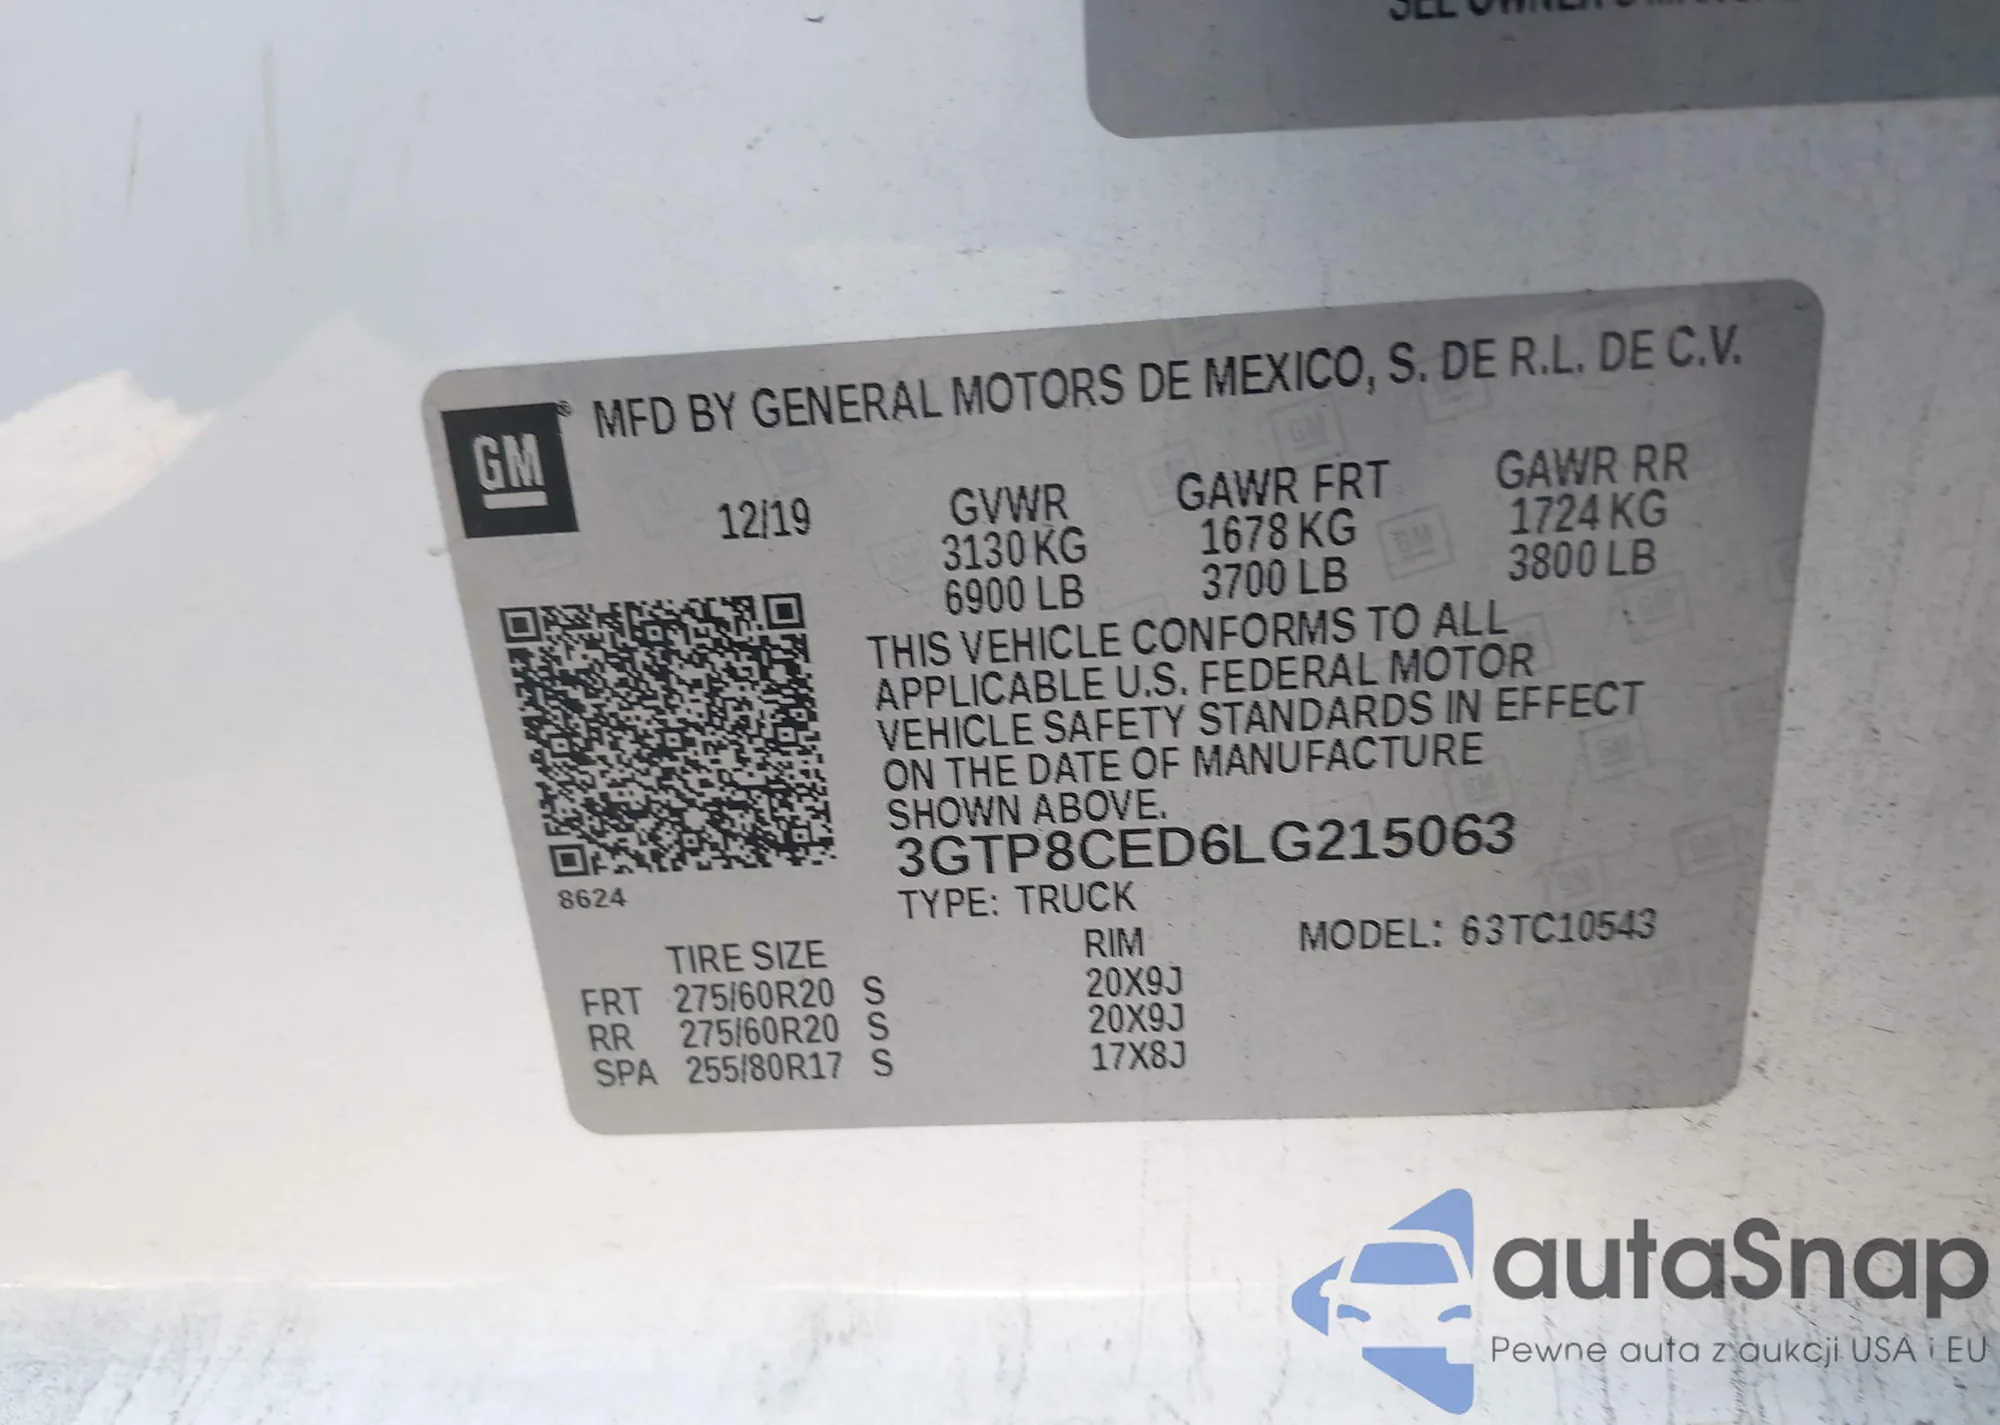 MFD BY GENERAL MOTORS DE MEXICO, S. DE R.L. DE C.V.
GM
12/19
GVWR GAWR FRT GAWR RR
3130 KG 1678 KG 1724 KG
6900 LB 3700 LB 3800 LB
THIS VEHICLE CONFORMS TO ALL
APPLICABLE U.S. FEDERAL MOTOR
VEHICLE SAFETY STANDARDS IN EFFECT
ON THE DATE OF MANUFACTURE
SHOWN ABOVE.
3GTP8CED6LG215063
8624
TYPE: TRUCK
MODEL: 63TC10543
TIRE SIZE RIM
FRT 275/60R20 S 20X9J
RR 275/60R20 S 20X9J
SPA 255/80R17 S 17X8J
autaSnap
Pewne auta z aukcji USA i EU